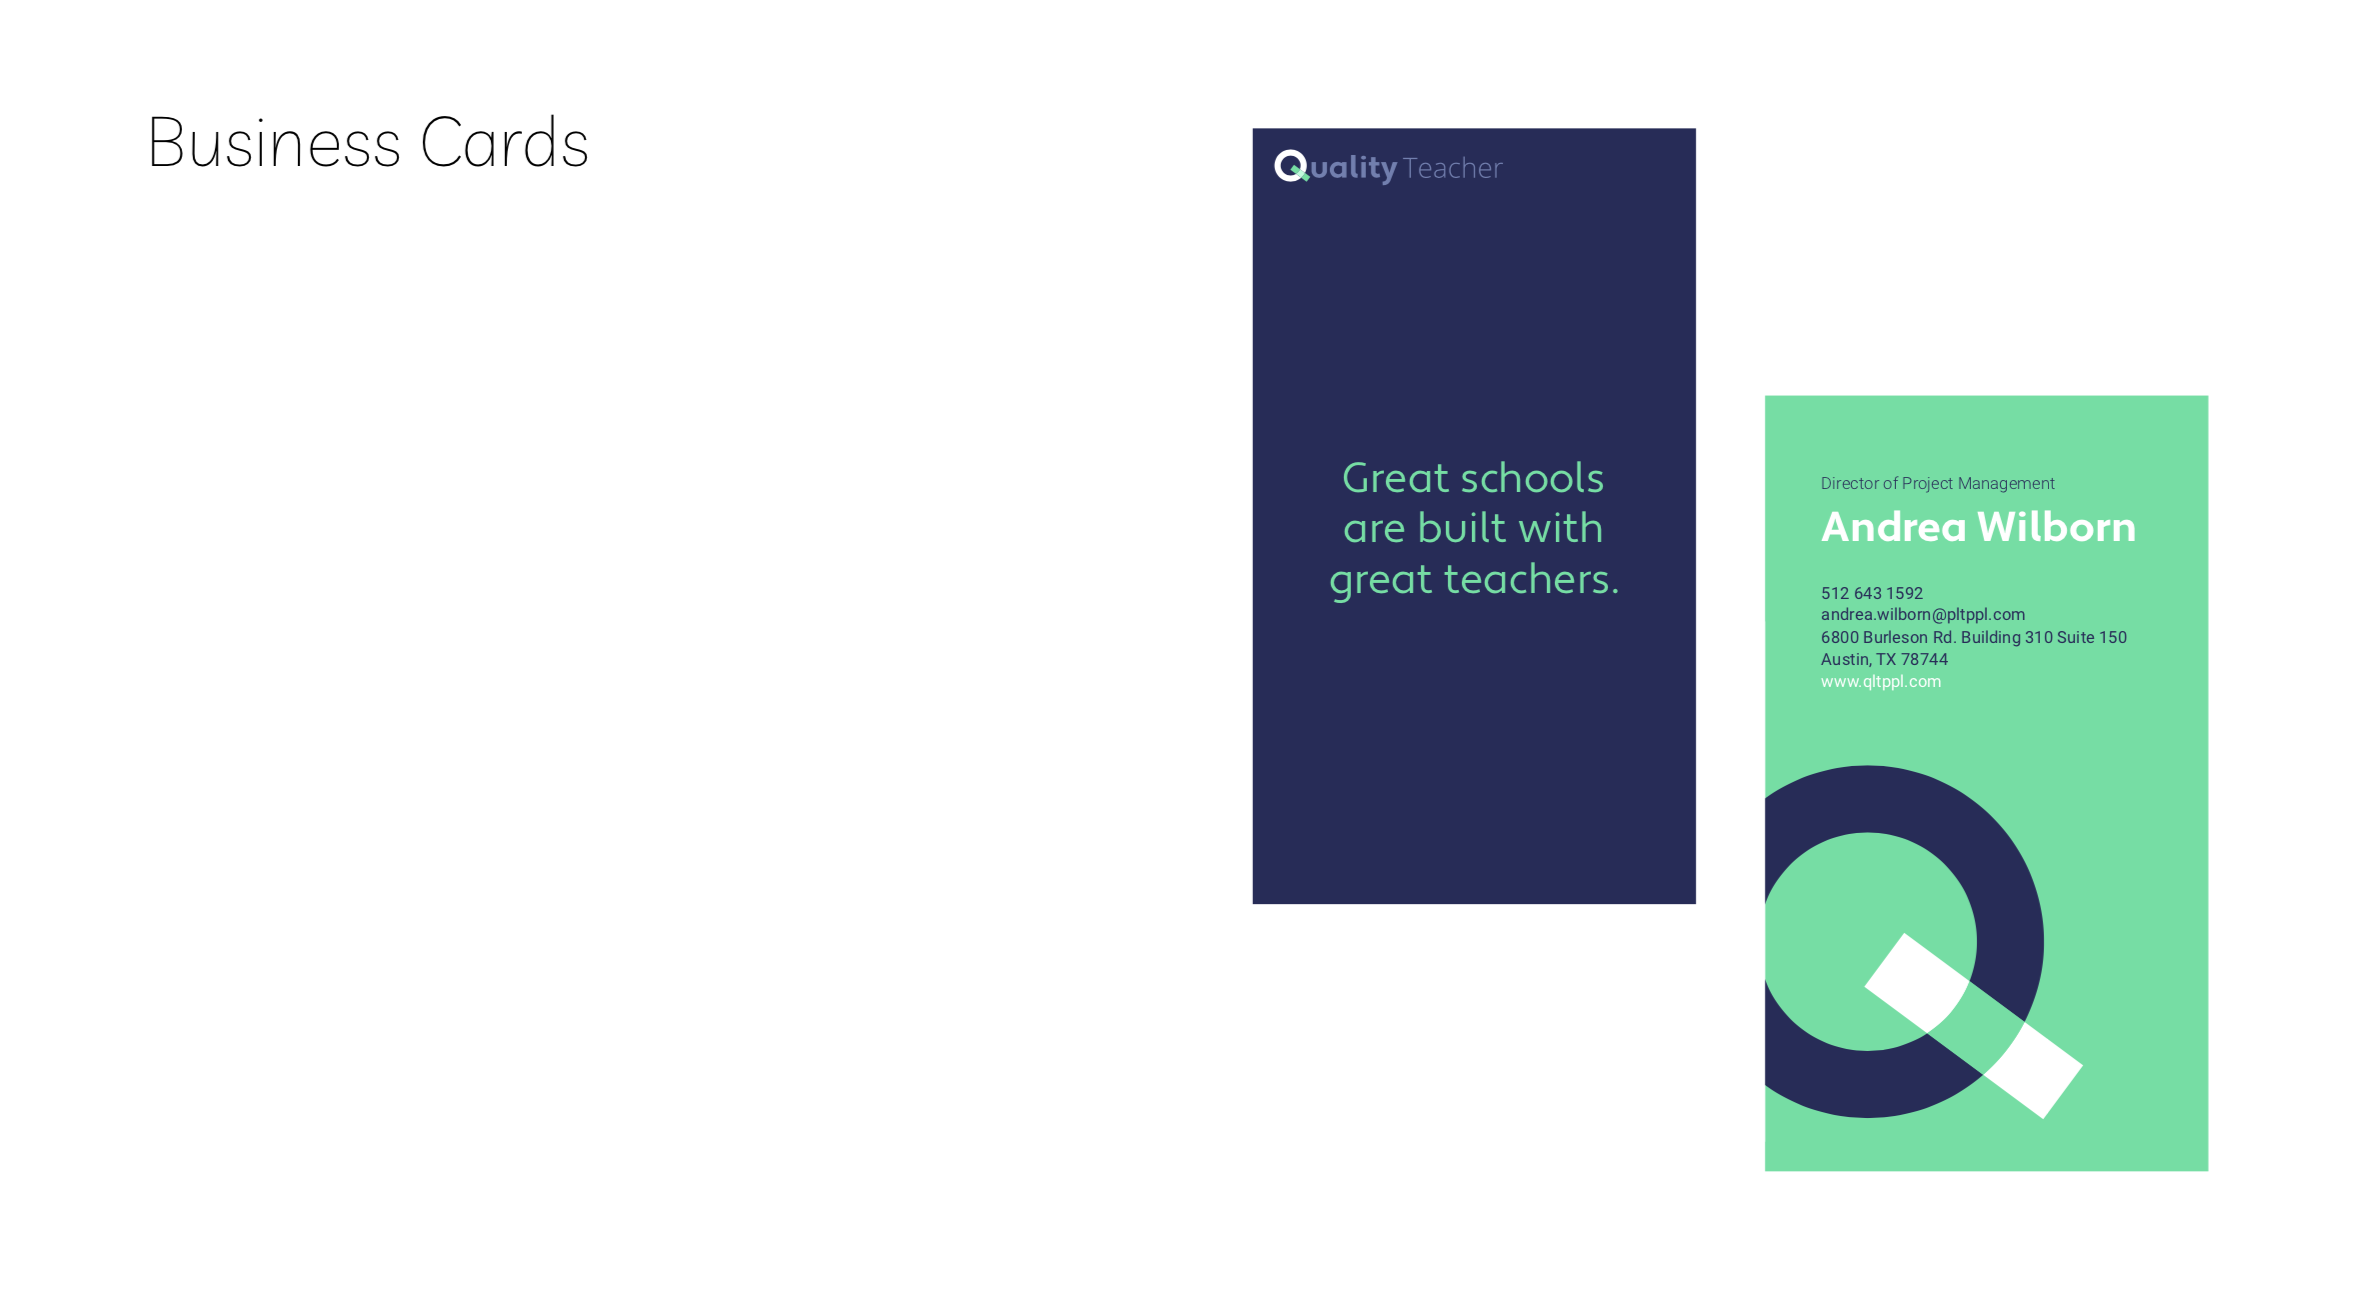 Business Cards
Quality Teacher
Great schools
are built with
great teachers.
Director of Project Management
Andrea Wilborn
512 643 1592
andrea.wilborn@pltppl.com
6800 Burleson Rd. Building 310 Suite 150
Austin, TX 78744
www.qltppl.com